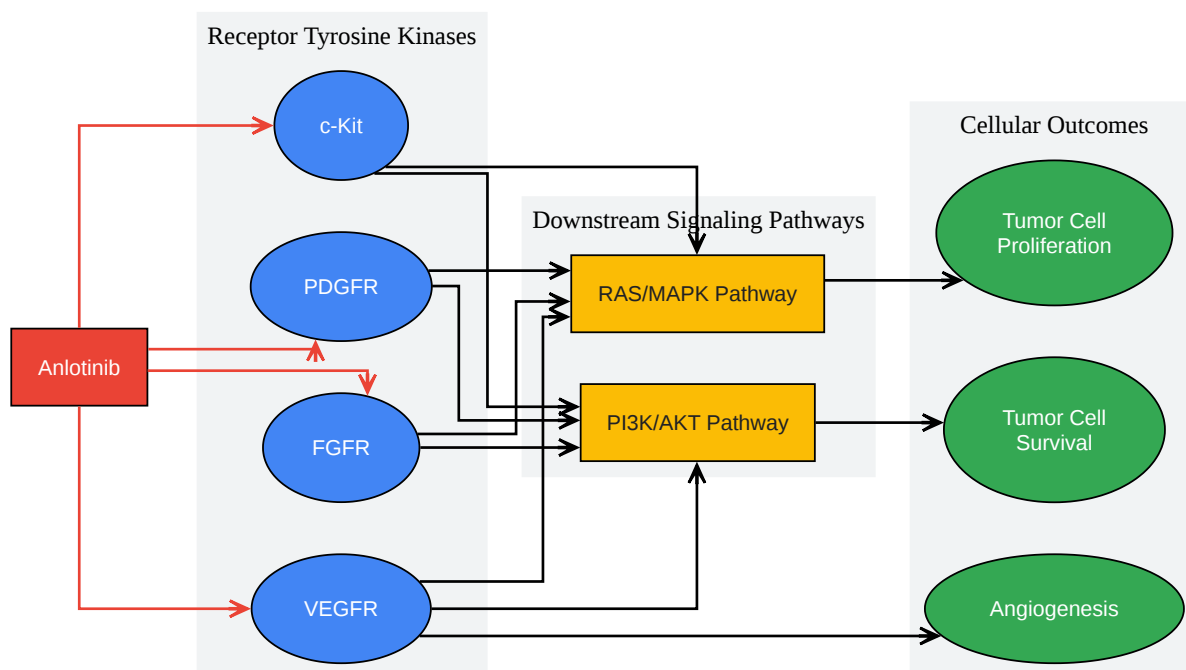 Receptor Tyrosine Kinases
c-Kit
PDGFR
FGFR
VEGFR
Anlotinib
Downstream Signaling Pathways
RAS/MAPK Pathway
PI3K/AKT Pathway
Cellular Outcomes
Tumor Cell
Proliferation
Tumor Cell
Survival
Angiogenesis